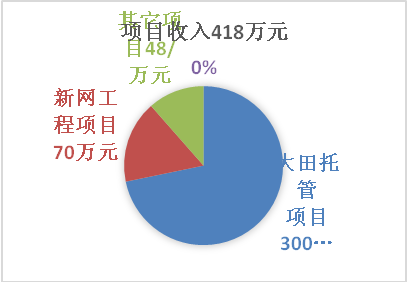 项目收入418万元
其它项
目48/
万元
0%
新网工
程项目
70万元
大田托
管
项目
300…